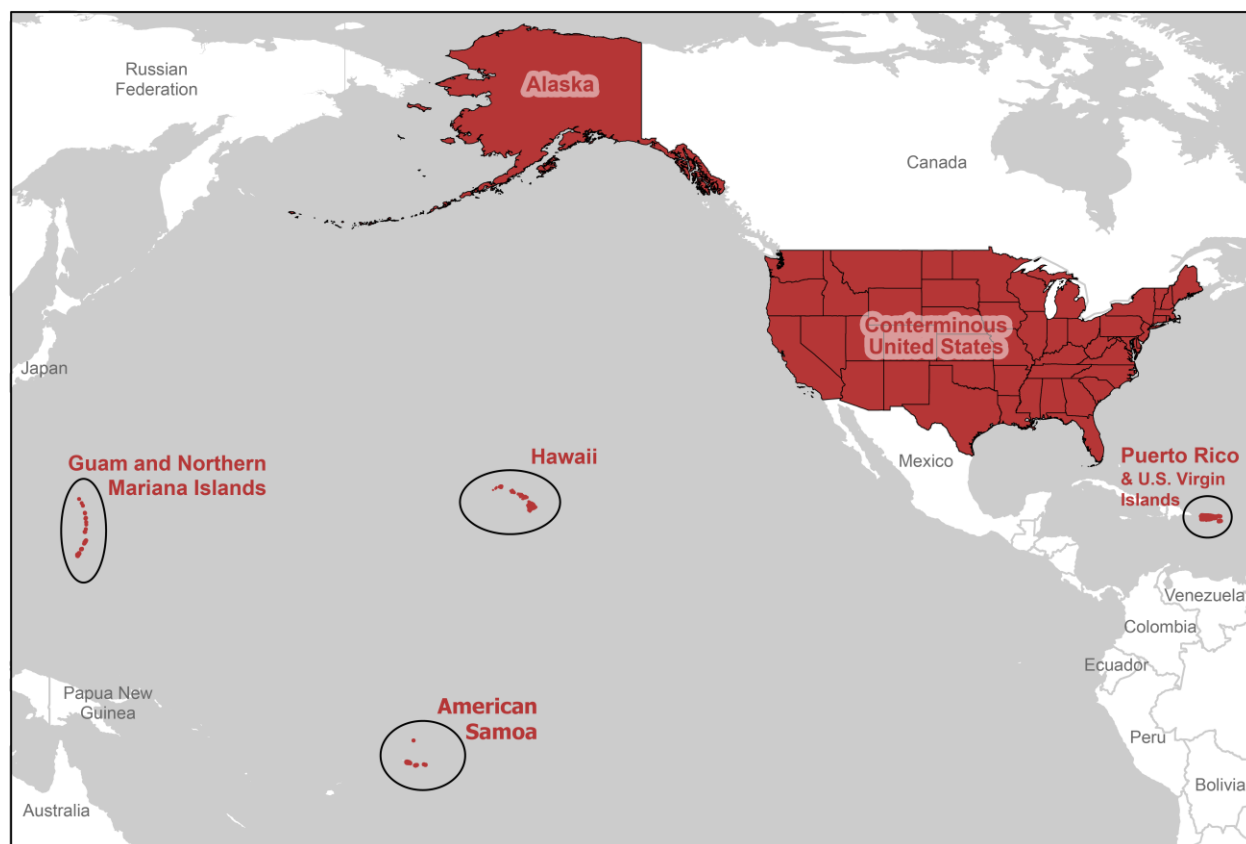 Russian
Federation
Alaska
Canada
Conterminous
United States
Japan
Guam and Northern
Mariana Islands
Hawaii
Mexico
Puerto Rico
& U.S. Virgin
Islands
Venezuela
Colombia
Ecuador
Papua New
Guinea
American
Samoa
Peru
Bolivia
Australia